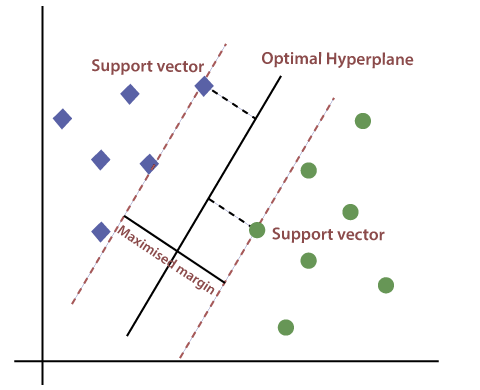 Support vector
Optimal Hyperplane
Support vector
Maximised margin